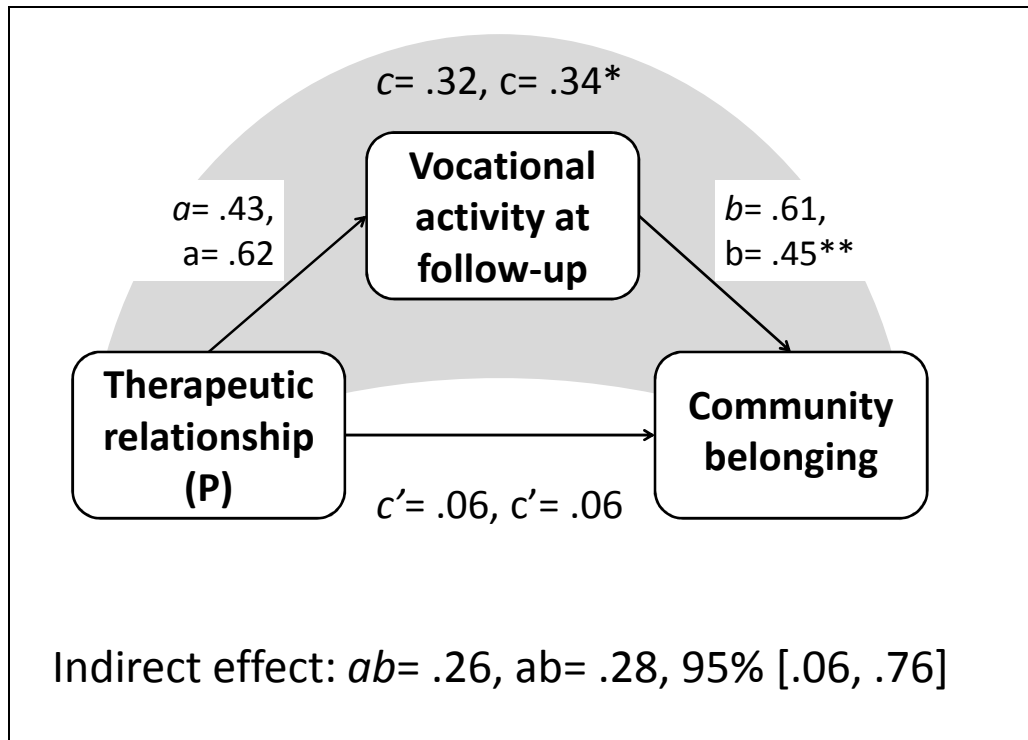 c= .32, c= .34*
Vocational
activity at
follow-up
a= .43,
a= .62
b= .61,
b= .45**
Therapeutic
relationship
(P)
Community
belonging
c’= .06, c’= .06
Indirect effect: ab= .26, ab= .28, 95% [.06, .76]